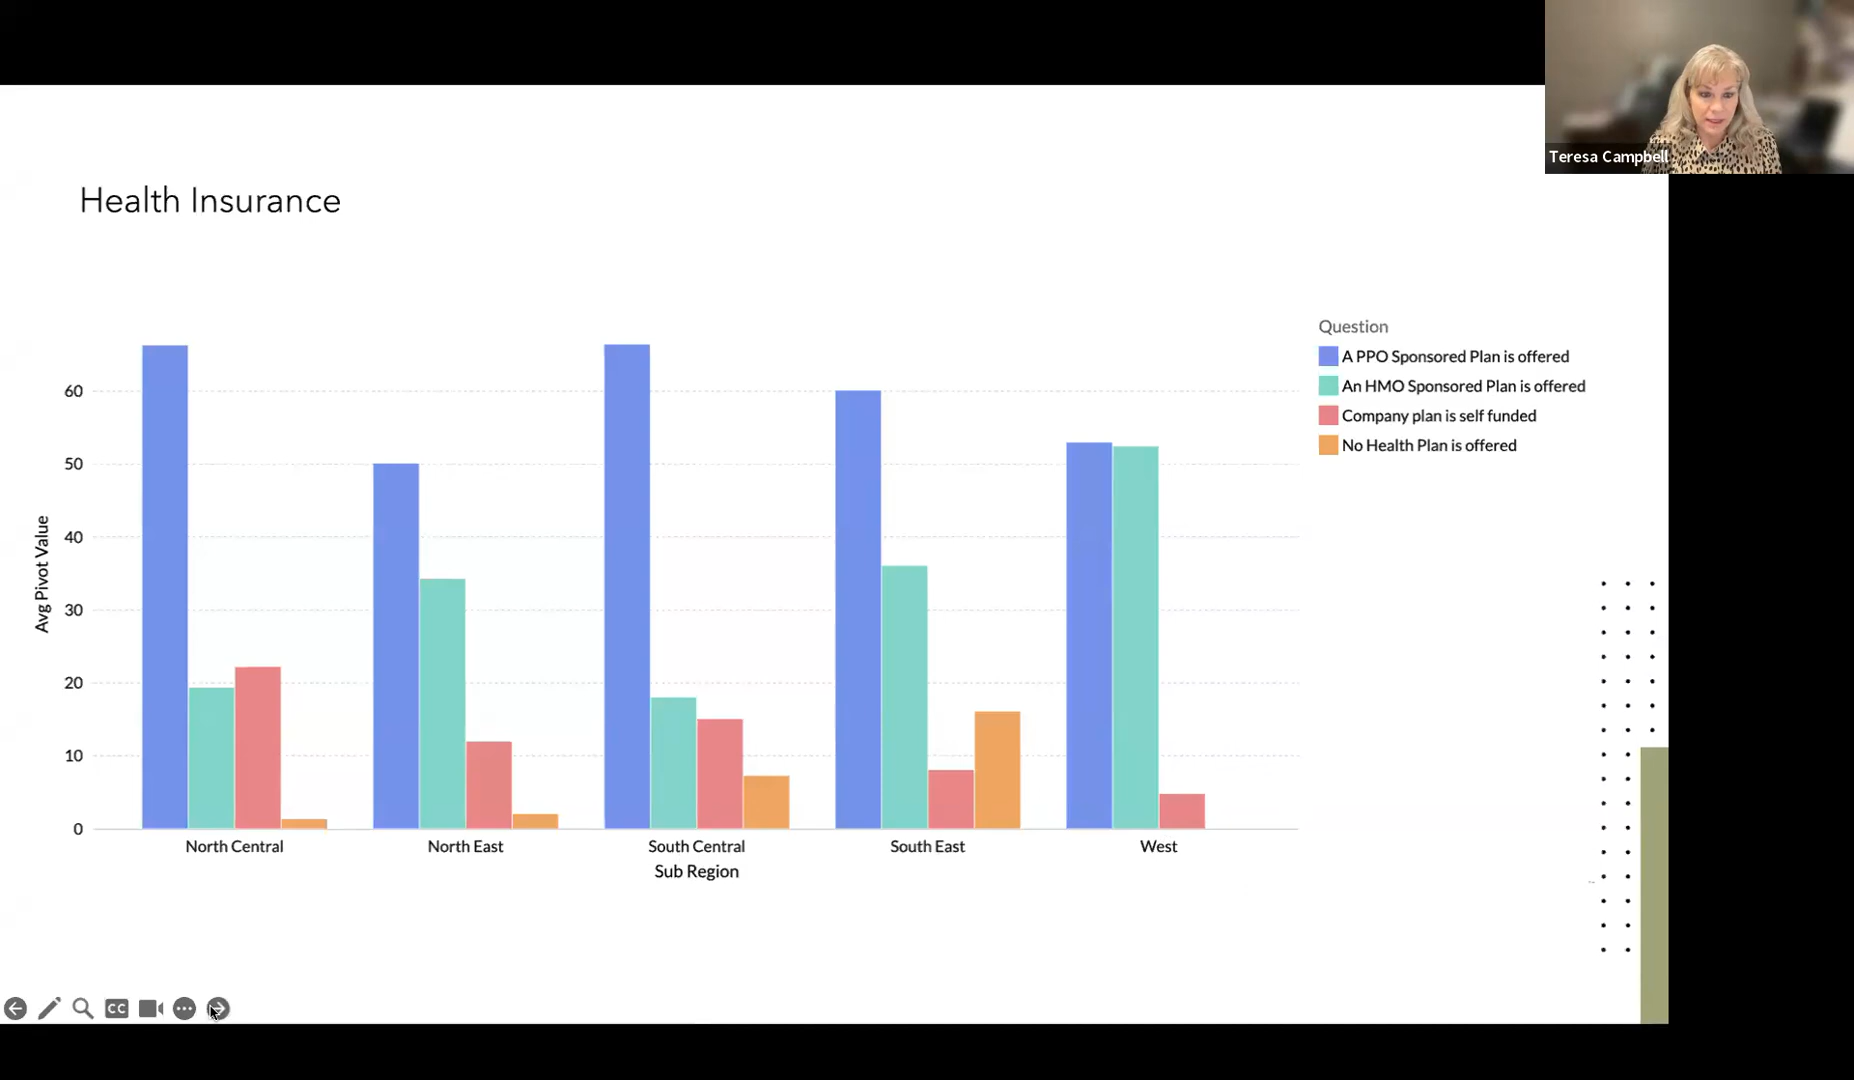 Teresa Campbell
Health Insurance
Question
A PPO Sponsored Plan is offered
An HMO Sponsored Plan is offered
Company plan is self funded
No Health Plan is offered
Avg Pivot Value
60
50
40
30
20
10
0
North Central
North East
South Central
South East
West
Sub Region
CC